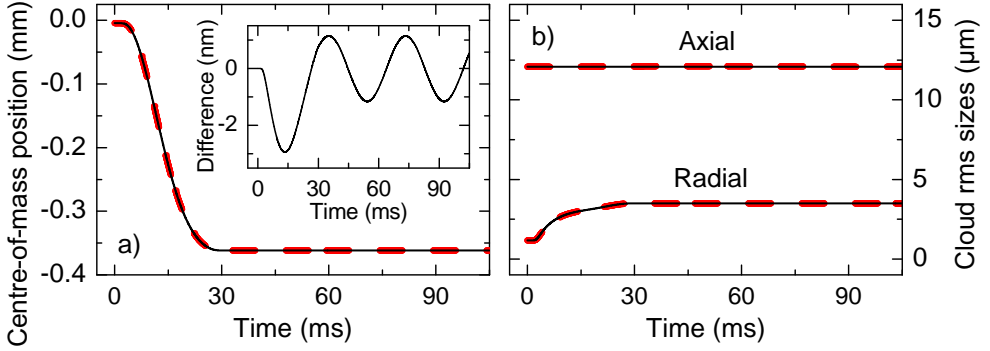 Centre-of-mass position (mm)
0.0
-0.1
-0.2
-0.3
-0.4
0
30
60
90
Time (ms)
a)
Difference (nm)
0
-2
0
30
60
90
Time (ms)
b)
Axial
Radial
15
10
5
0
Cloud rms sizes (µm)
0
30
60
90
Time (ms)